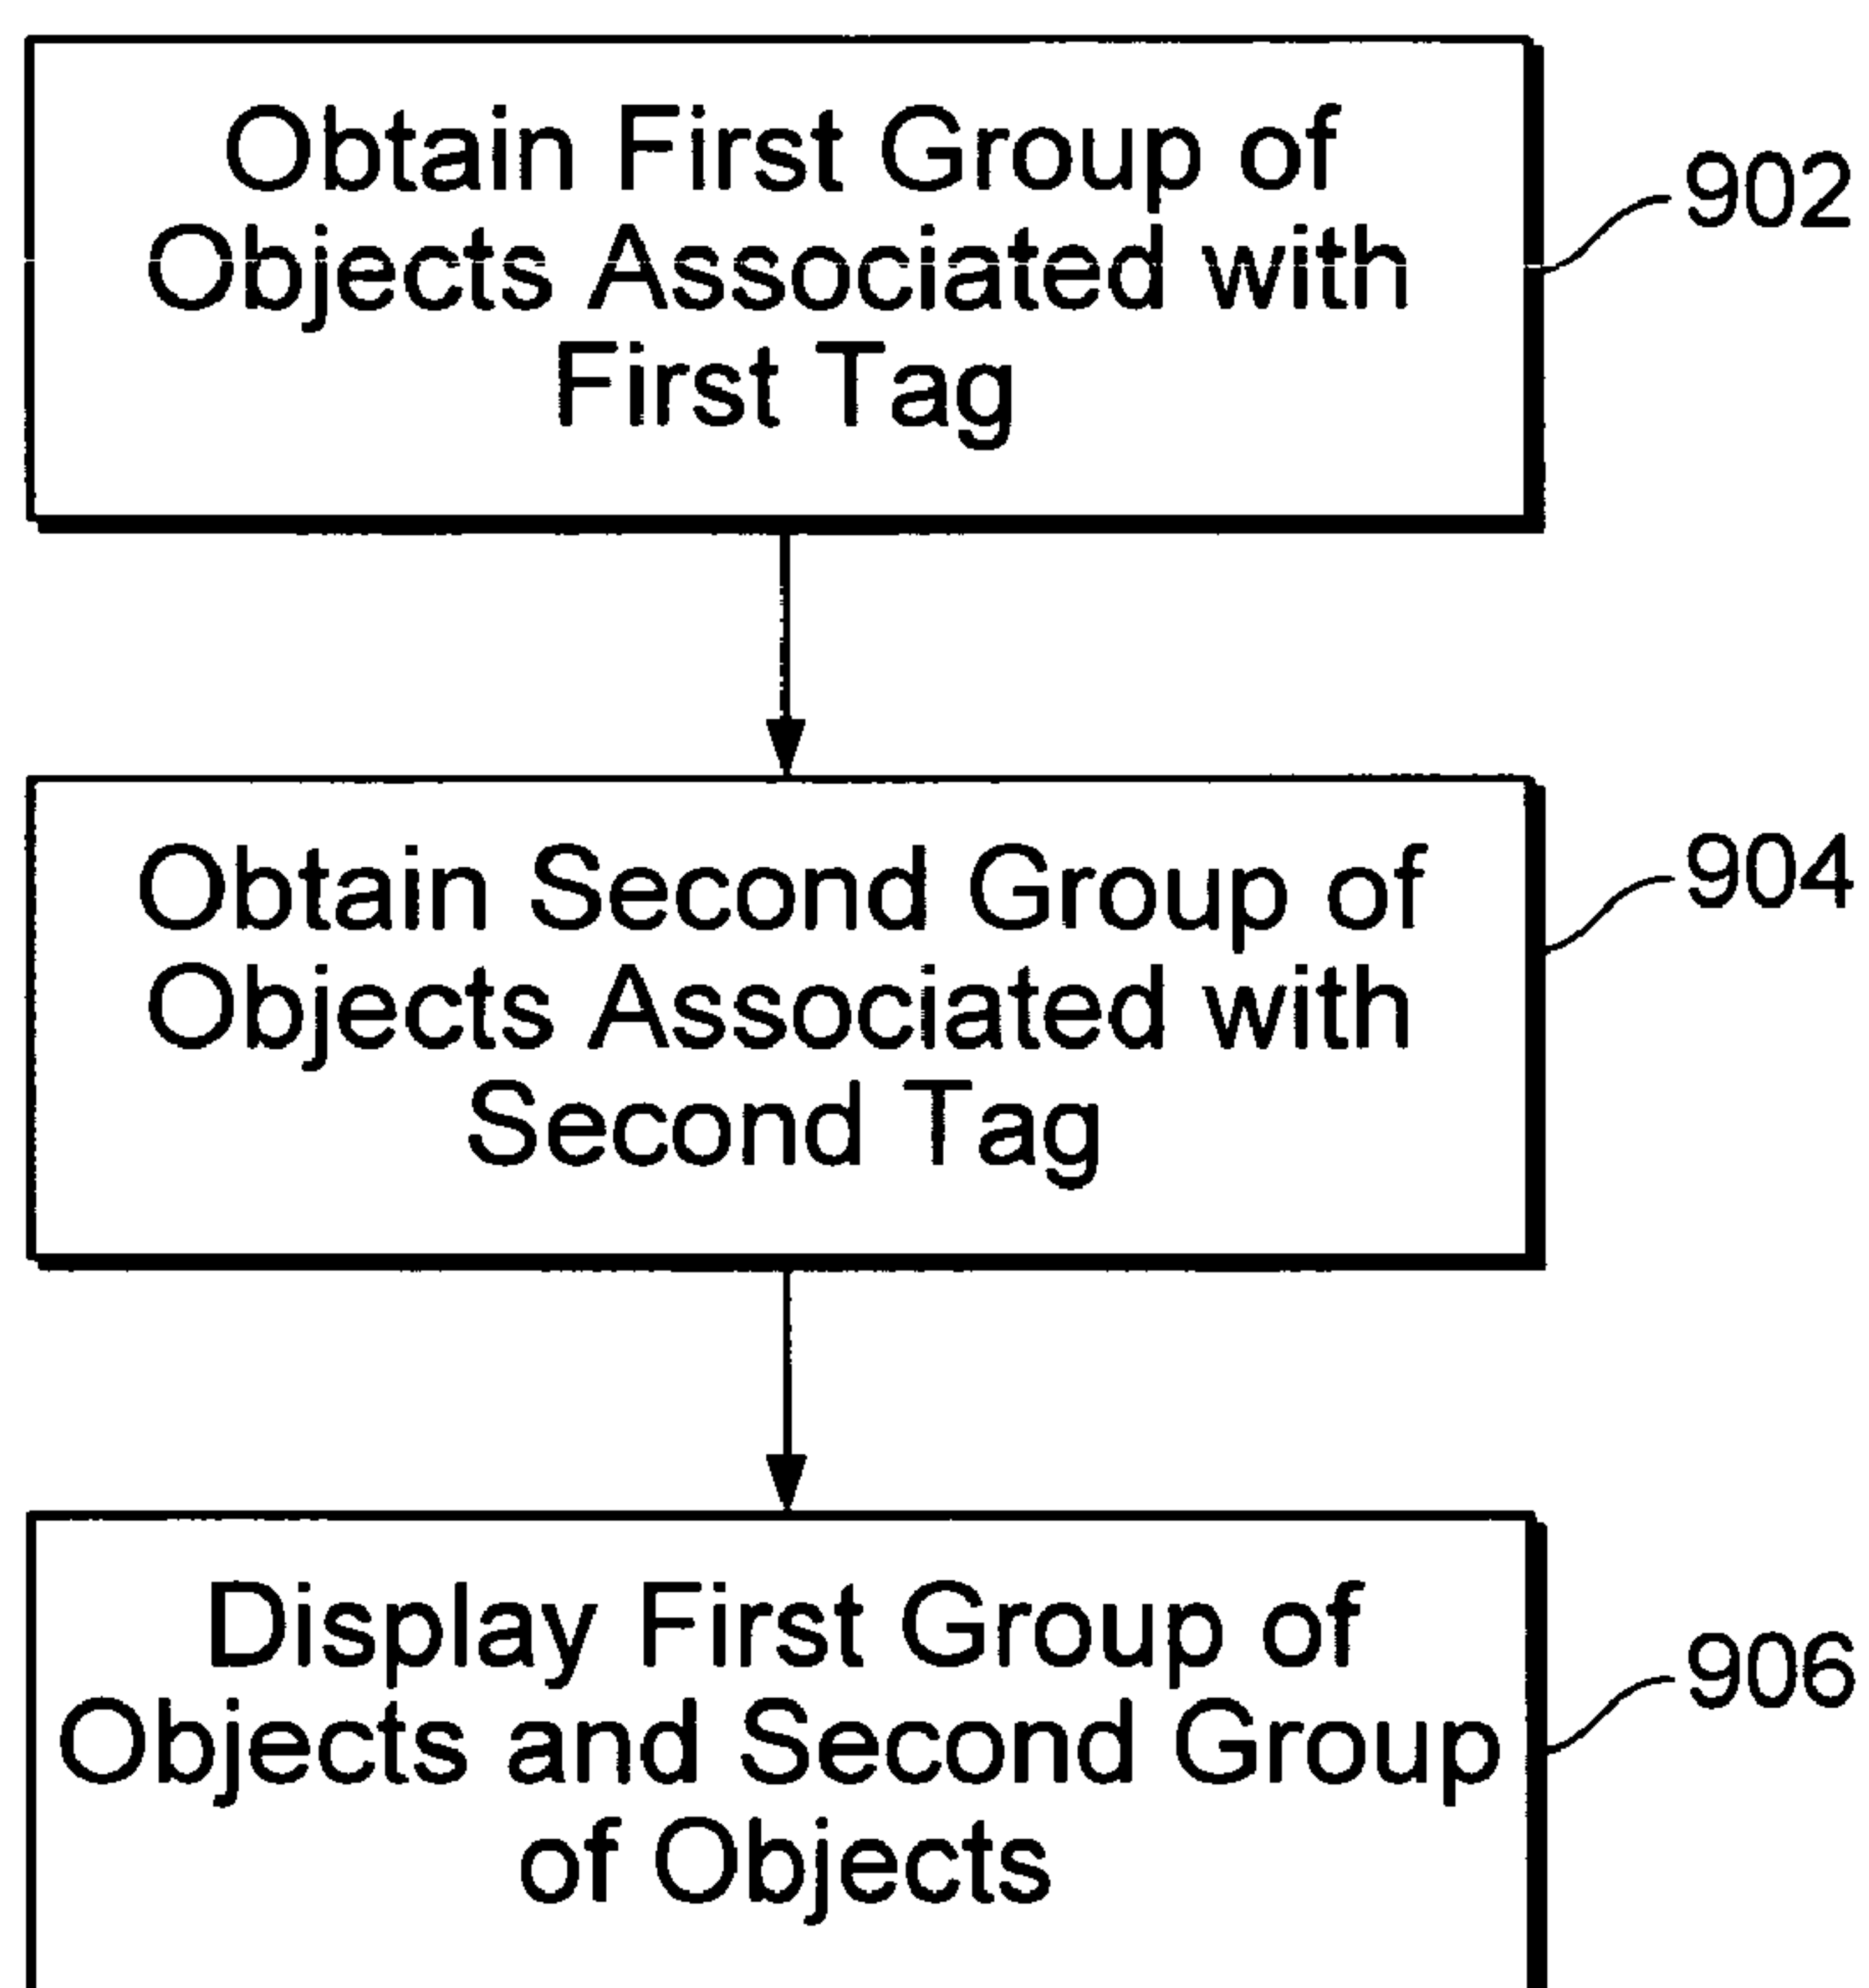 Obtain First Group of
Objects Associated with
First Tag
902
Obtain Second Group of
Objects Associated with
Second Tag
904
Display First Group of
Objects and Second Group
of Objects
906